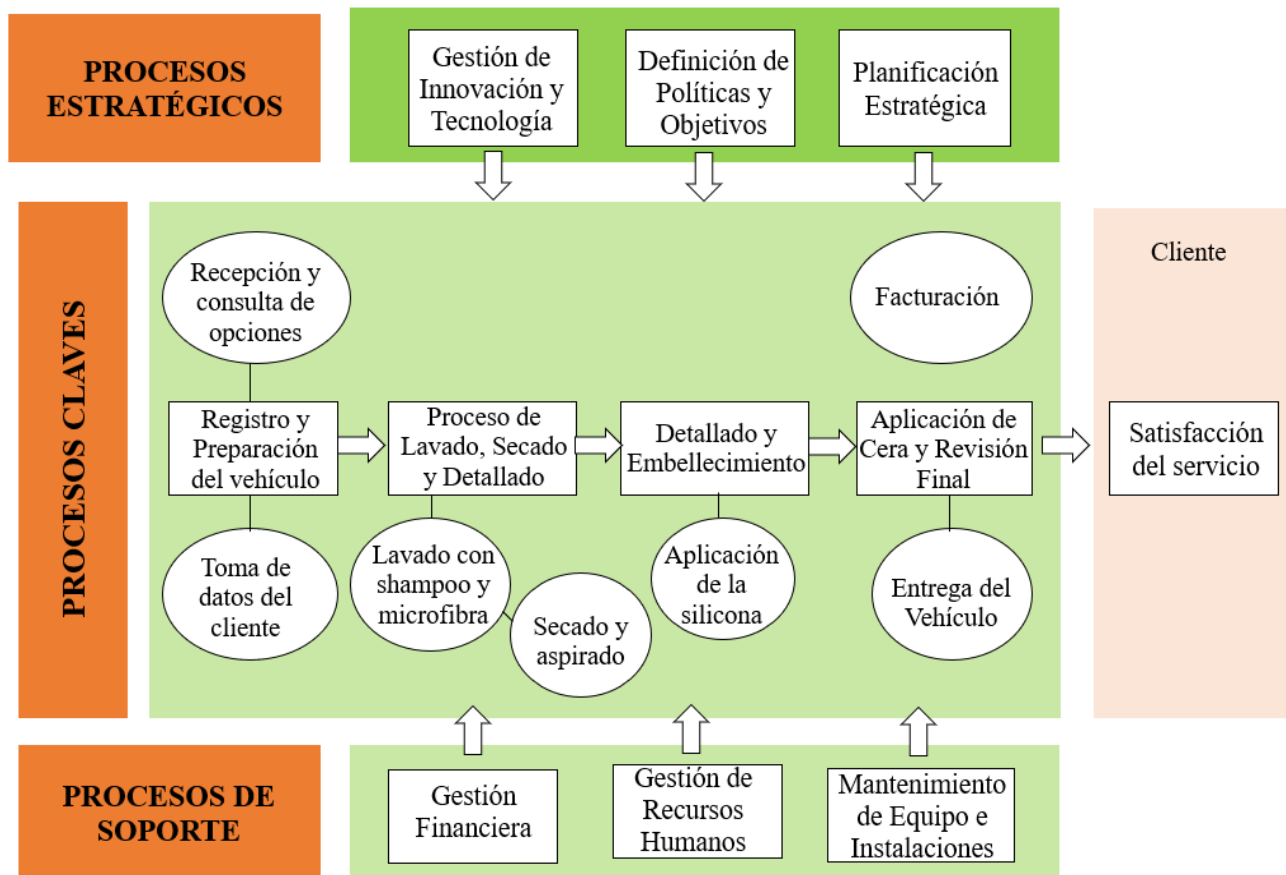 PROCESOS
ESTRATÉGICOS
Gestión de
Innovación y
Tecnología
Definición de
Políticas y
Objetivos
Planificación
Estratégica
PROCESOS CLAVES
Recepción y
consulta de
opciones
Facturación
Cliente
Registro y
Preparación
del vehículo
Proceso de
Lavado, Secado
y Detallado
Detallado y
Embellecimiento
Aplicación de
Cera y Revisión
Final
Satisfacción
del servicio
Toma de
datos del
cliente
Lavado con
shampoo y
microfibra
Secado y
aspirado
Aplicación
de la
silicona
Entrega del
Vehículo
PROCESOS DE
SOPORTE
Gestión
Financiera
Gestión de
Recursos
Humanos
Mantenimiento
de Equipo e
Instalaciones